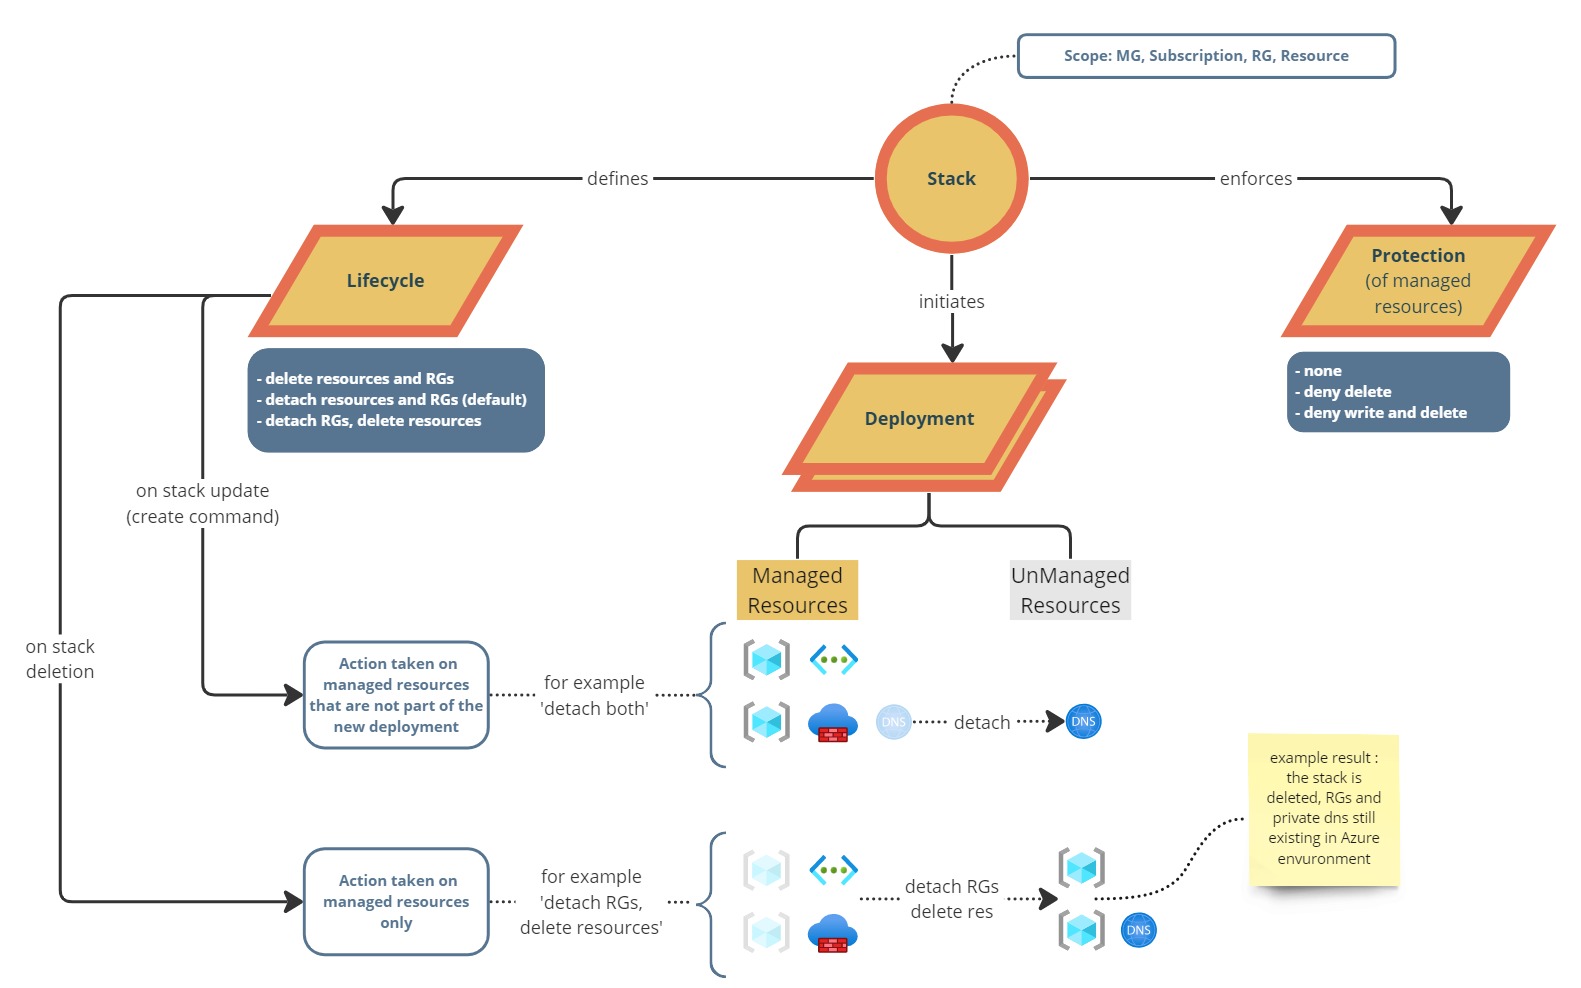 Scope: MG, Subscription, RG, Resource
Stack
defines
enforces
Lifecycle
Protection
(of managed
resources)
initiates
- delete resources and RGs
- detach resources and RGs (default)
- detach RGs, delete resources
- none
- deny delete
- deny write and delete
Deployment
on stack update
(create command)
Managed
Resources
UnManaged
Resources
on stack
deletion
Action taken on
managed resources
that are not part of the
new deployment
for example
'detach both'
DNS
detach
DNS
example result :
the stack is
deleted, RGs and
private dns still
existing in Azure
envuronment
Action taken on
managed resources
only
for example
'detach RGs,
delete resources'
detach RGs
delete res
DNS